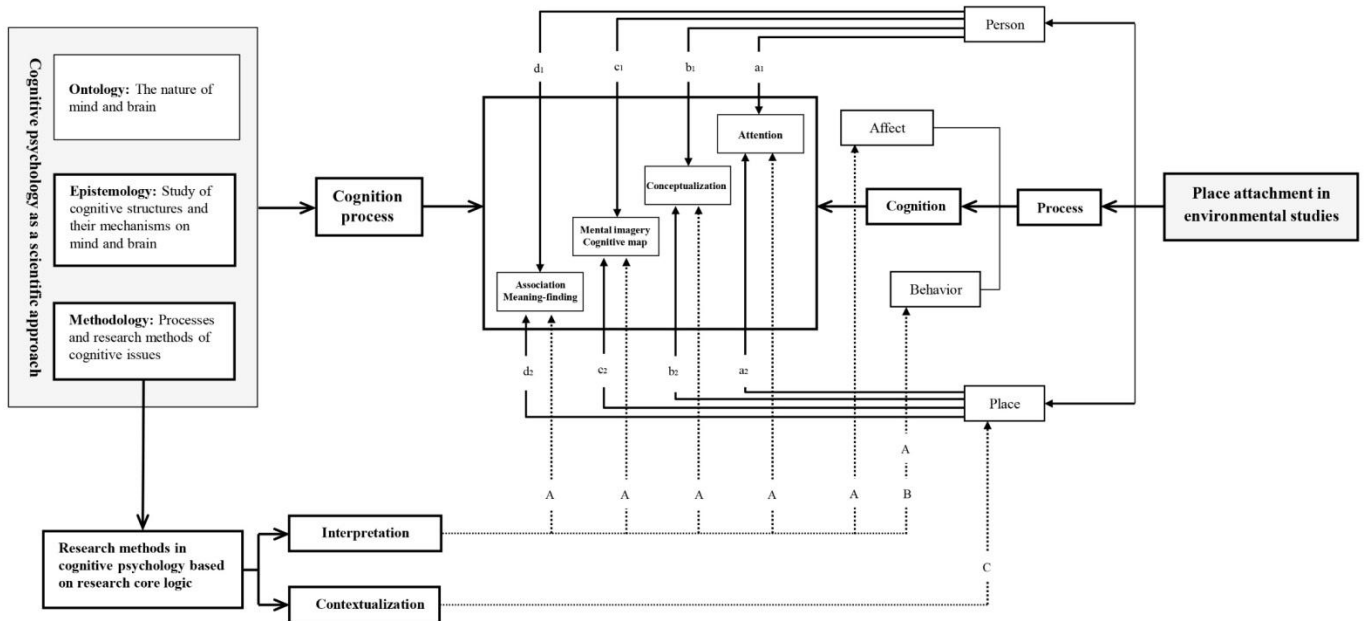 Cognitive psychology as a scientific approach
Ontology: The nature of
mind and brain
Epistemology: Study of
cognitive structures and
their mechanisms on
mind and brain
Methodology: Processes
and research methods of
cognitive issues
Cognition
process
Person
d1
c1
b1
a1
Attention
Conceptualization
Mental imagery
Cognitive map
Association
Meaning-finding
Affect
Cognition
Process
Place attachment in
environmental studies
Behavior
d2
c2
b2
a2
Place
A
A
A
A
A
A
B
C
Research methods in
cognitive psychology based
on research core logic
Interpretation
Contextualization